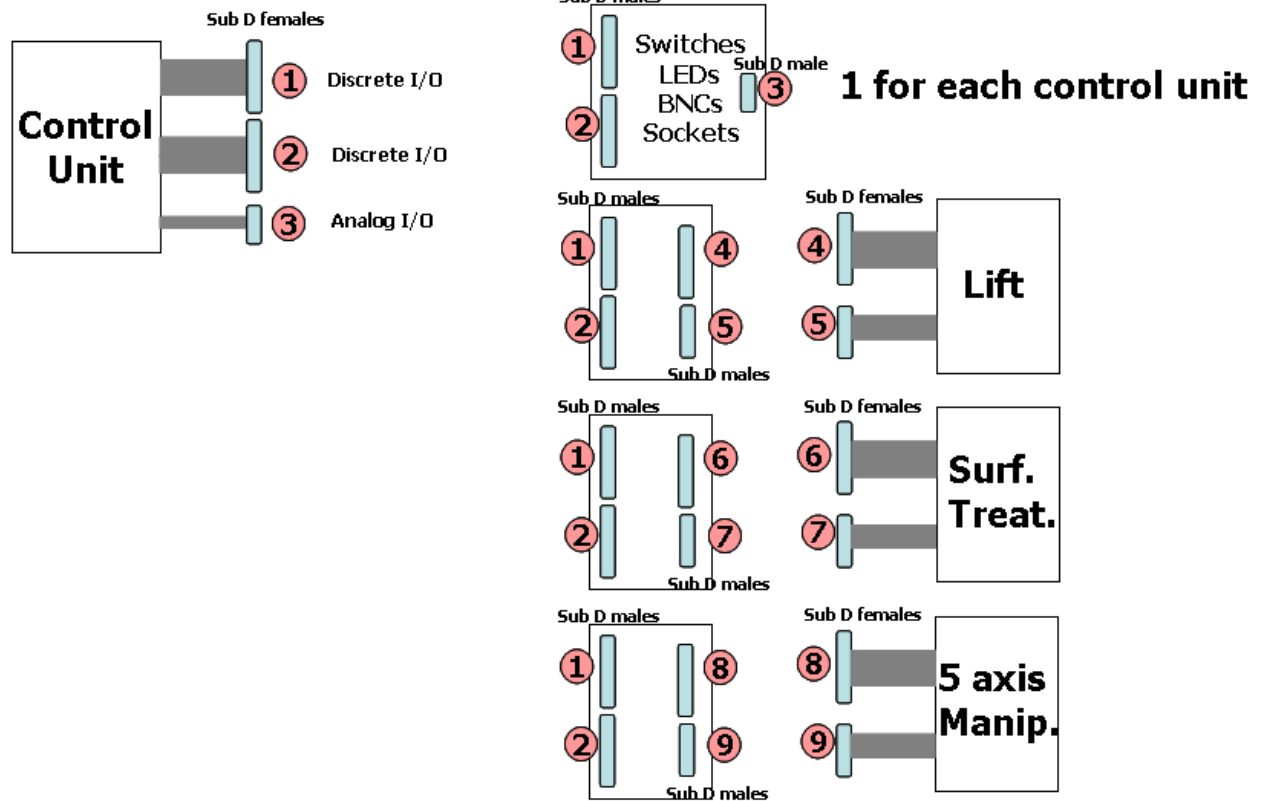 Sub D females
Control
Unit
1
Discrete I/O
2
Discrete I/O
3
Analog I/O
Sub D males
1
2
Switches
LEDs
BNCs
Sockets
Sub D male
3
1 for each control unit
Sub D males
1
2
4
5
Sub D males
Sub D females
4
5
Lift
Sub D males
1
2
6
7
Sub D males
Sub D females
6
7
Surf.
Treat.
Sub D males
1
2
8
9
Sub D males
Sub D females
8
9
5 axis
Manip.